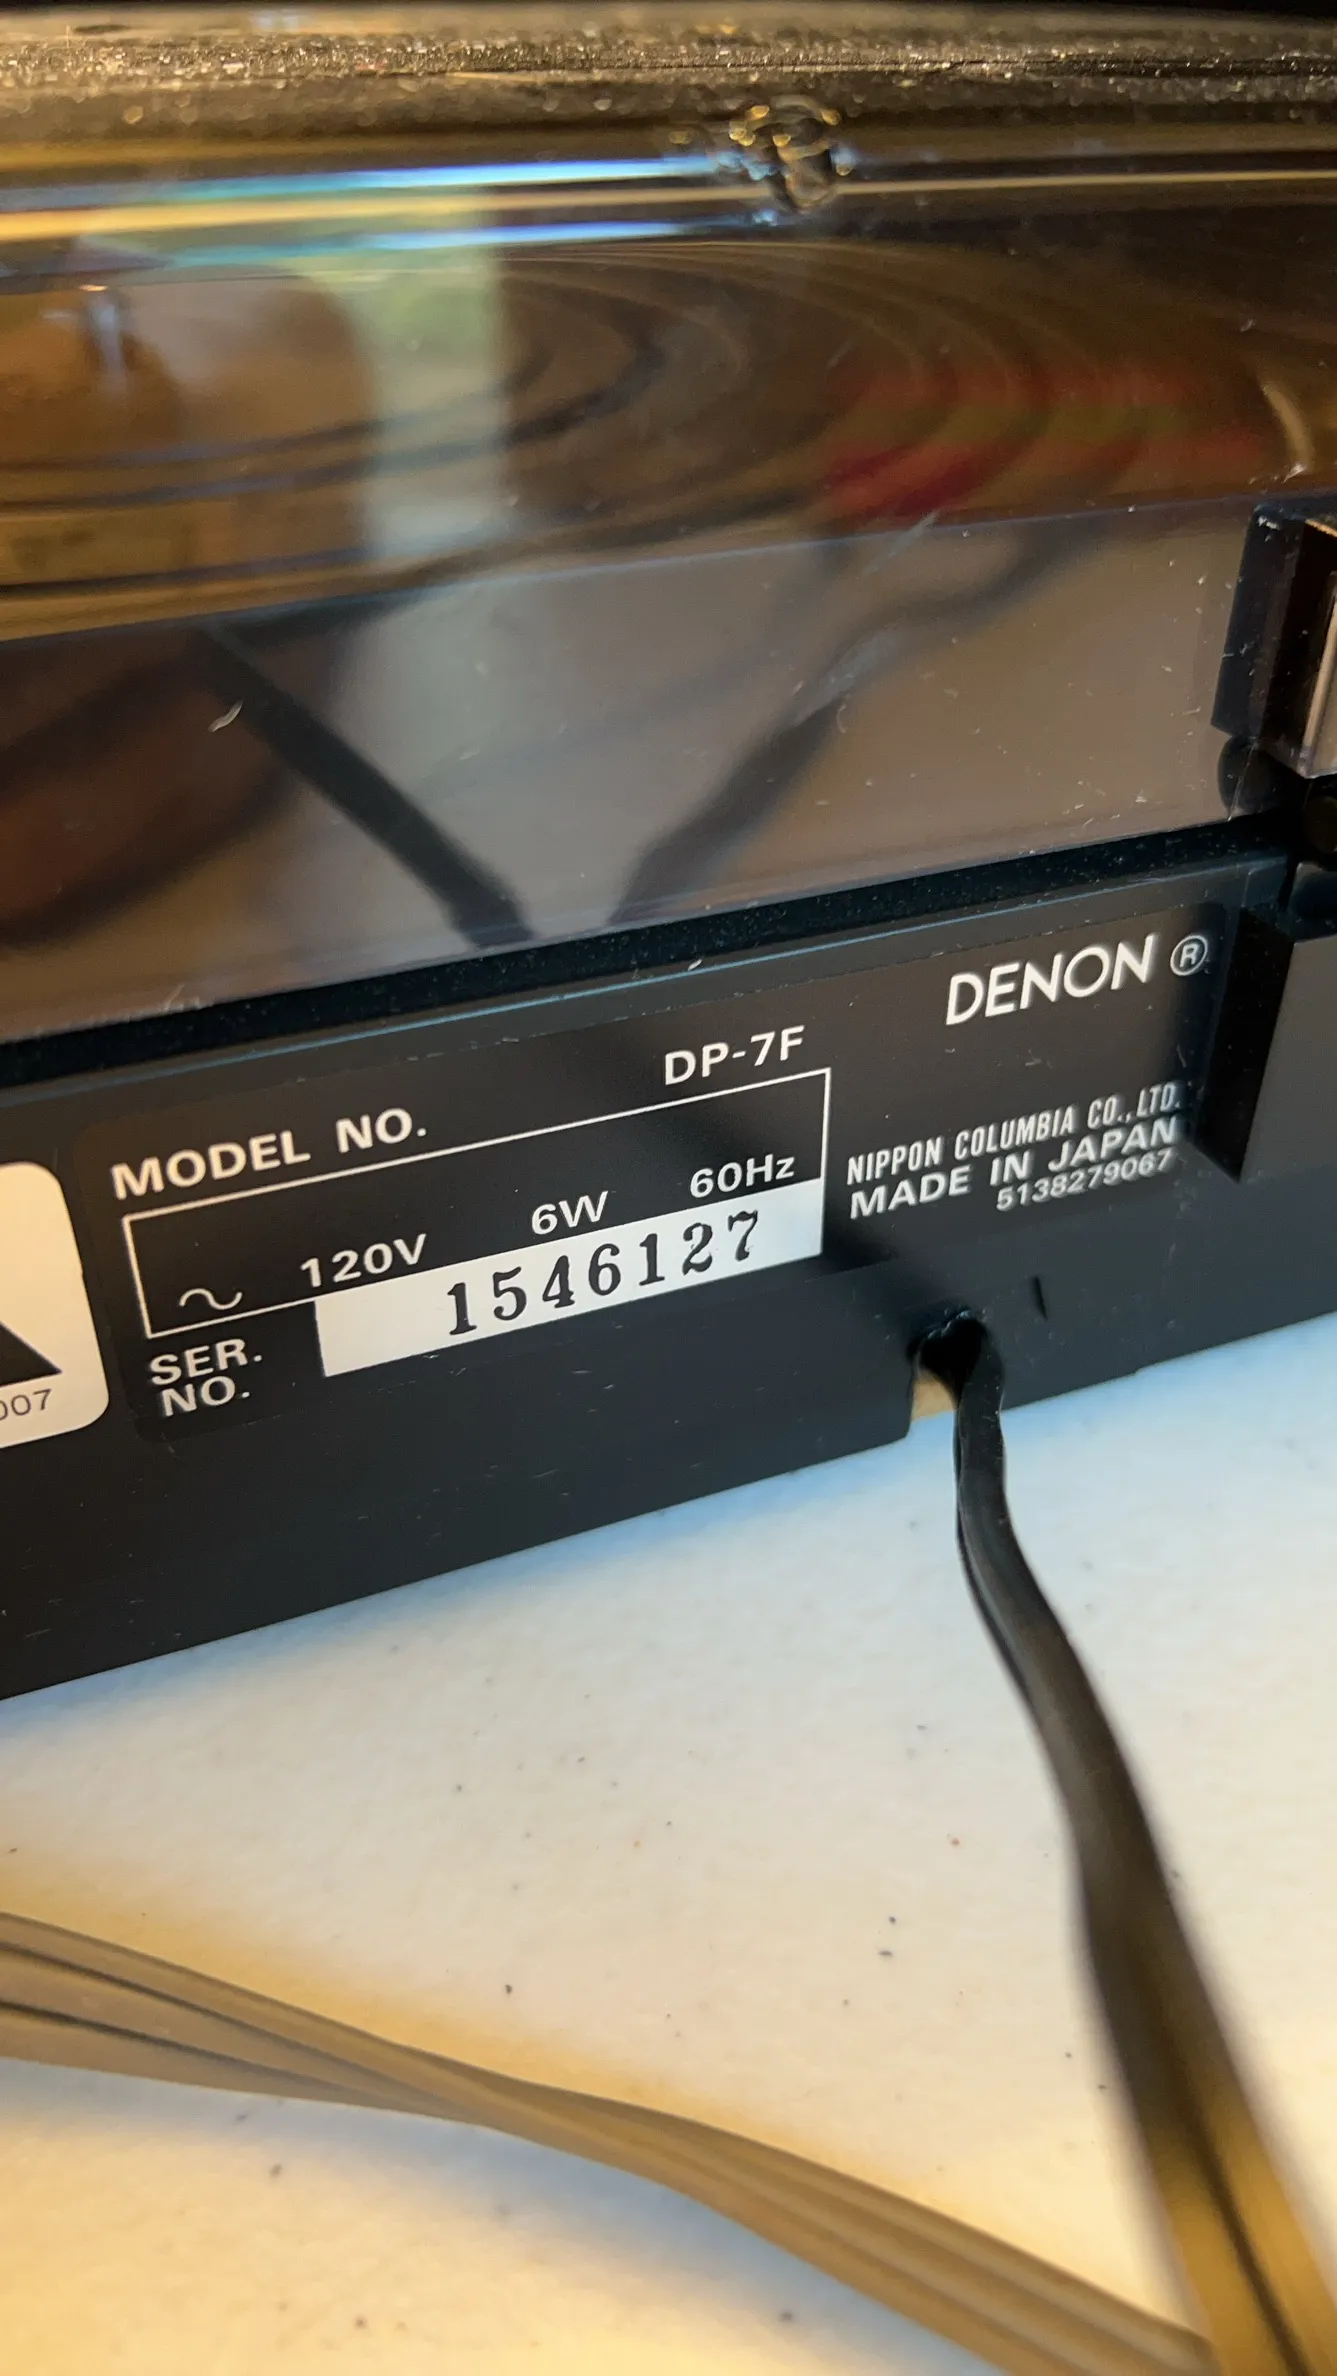 DENON ®
MODEL NO. DP-7F
120V 6W 60Hz
SER. NO. 1546127
NIPPON COLUMBIA CO., LTD.
MADE IN JAPAN
5138279067
007